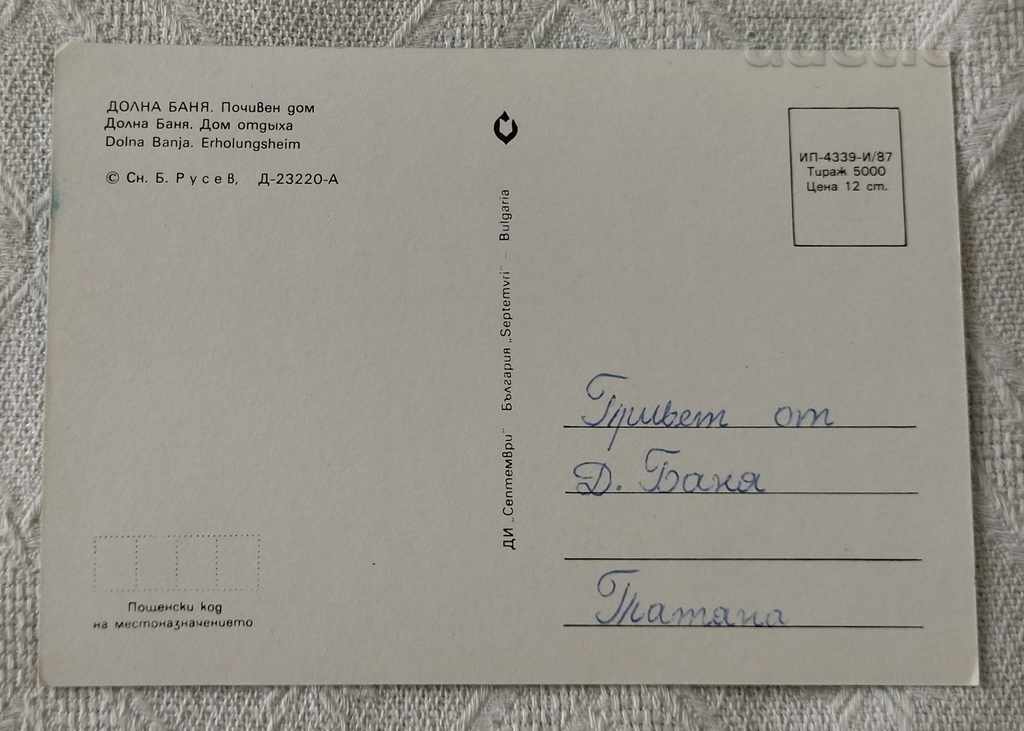 ДОЛНА БАНЯ. Почивен дом
Долна Баня. Дом отдыха
Dolna Banja. Erholungsheim
© Сн. Б. Русев, Д-23220-А
ДИ „Септември" България „Septemvri" — Bulgaria
ИП-4339-И/87
Тираж 5000
Цена 12 ст.
Привет от
Д. Баня
Татяна
Пощенски код
на местоназначението